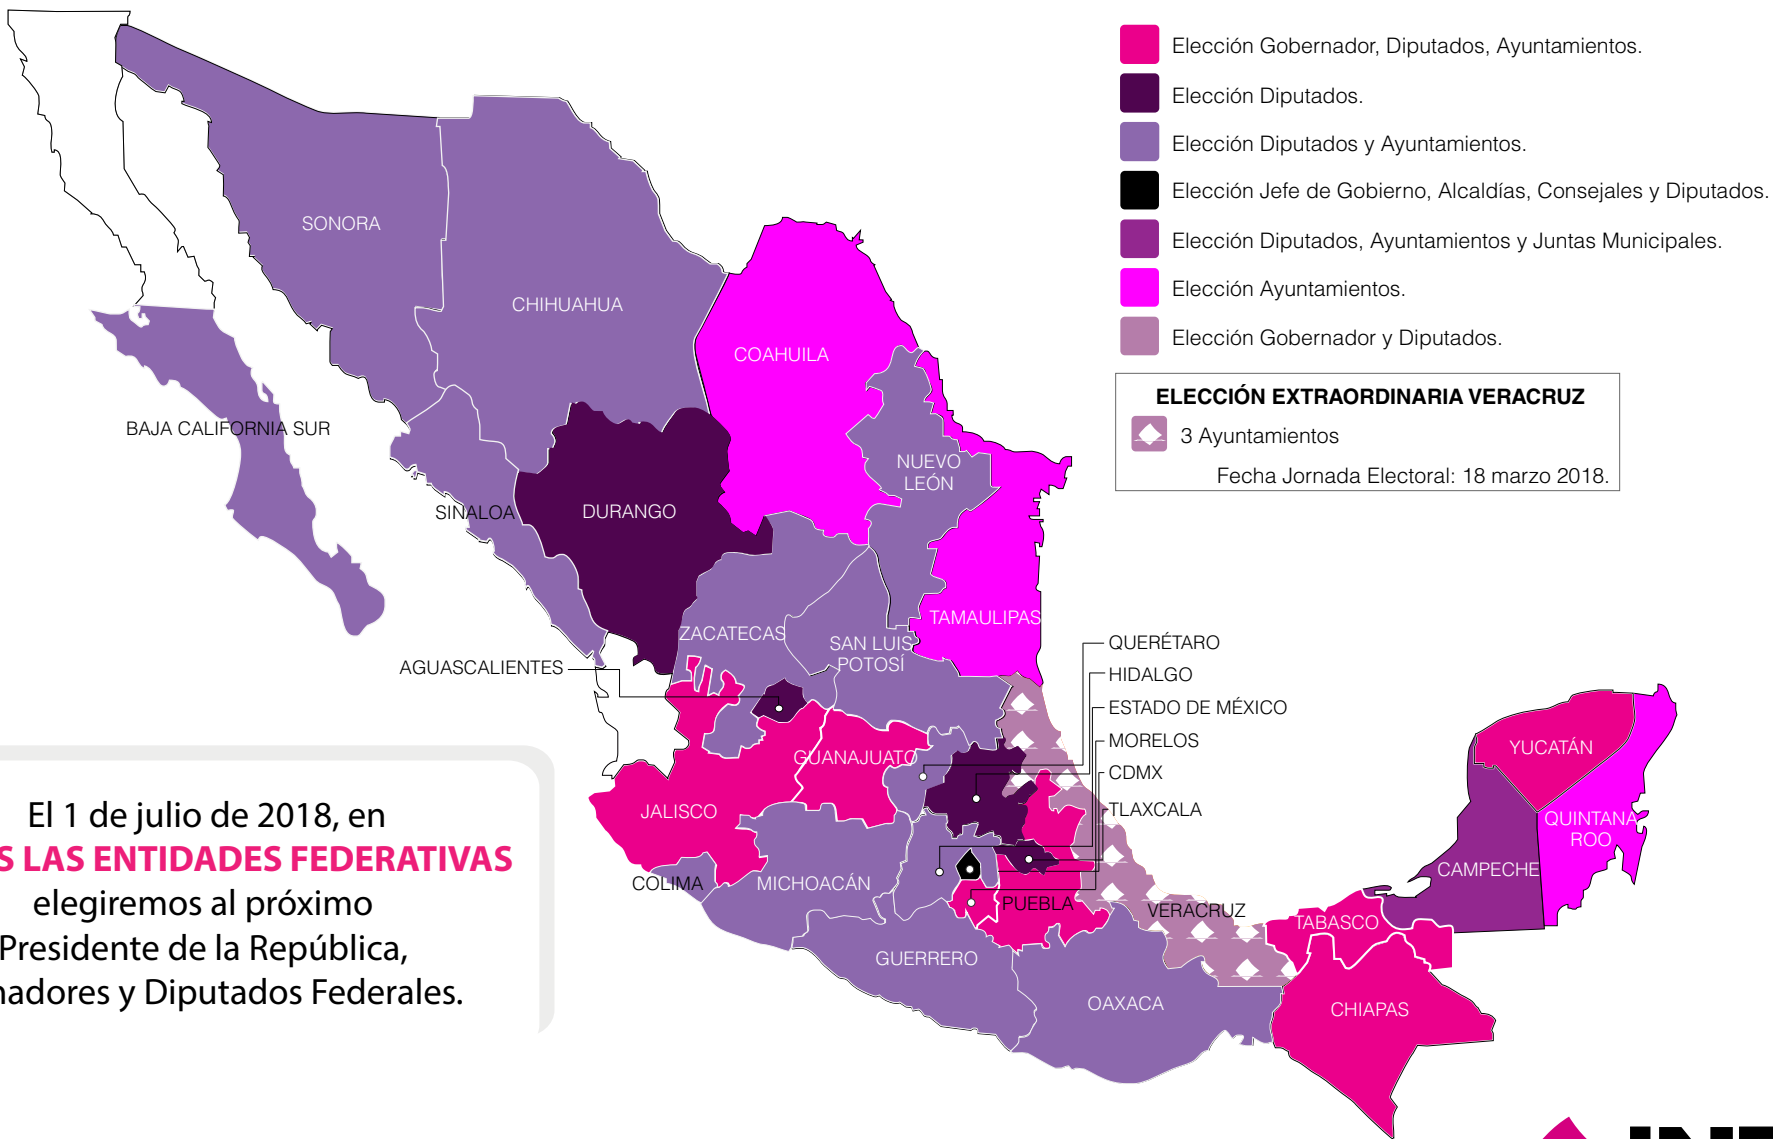 Elección Gobernador, Diputados, Ayuntamientos.
Elección Diputados.
Elección Diputados y Ayuntamientos.
Elección Jefe de Gobierno, Alcaldías, Consejales y Diputados.
Elección Diputados, Ayuntamientos y Juntas Municipales.
Elección Ayuntamientos.
Elección Gobernador y Diputados.
ELECCIÓN EXTRAORDINARIA VERACRUZ
3 Ayuntamientos
Fecha Jornada Electoral: 18 marzo 2018.
SONORA
CHIHUAHUA
COAHUILA
BAJA CALIFORNIA SUR
NUEVO
LEÓN
SINALOA
DURANGO
TAMAULIPAS
ZACATECAS
SAN LUIS
POTOSÍ
AGUASCALIENTES
QUERÉTARO
HIDALGO
ESTADO DE MÉXICO
MORELOS
CDMX
TLAXCALA
GUANAJUATO
JALISCO
COLIMA
MICHOACÁN
PUEBLA
VERACRUZ
GUERRERO
OAXACA
TABASCO
CHIAPAS
YUCATÁN
QUINTANA
ROO
CAMPECHE
El 1 de julio de 2018, en
S LAS ENTIDADES FEDERATIVAS
elegiremos al próximo
Presidente de la República,
nadores y Diputados Federales.